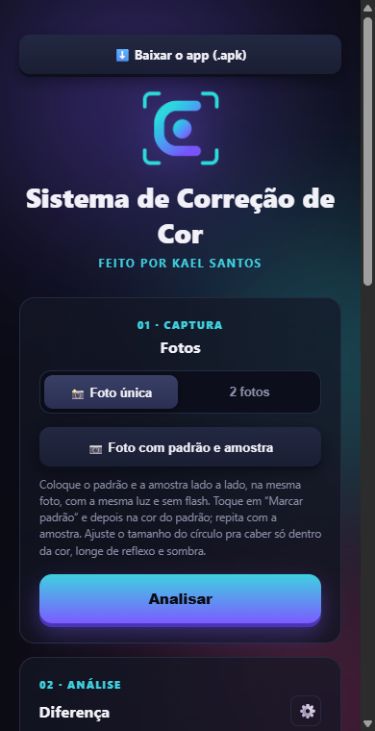 Baixar o app (.apk)
Sistema de Correção de
Cor
FEITO POR KAEL SANTOS
01 · CAPTURA
Fotos
Foto única
2 fotos
Foto com padrão e amostra
Coloque o padrão e a amostra lado a lado, na mesma
foto, com a mesma luz e sem flash. Toque em “Marcar
padrão” e depois na cor do padrão; repita com a
amostra. Ajuste o tamanho do círculo pra caber só dentro
da cor, longe de reflexo e sombra.
Analisar
02 · ANÁLISE
Diferença